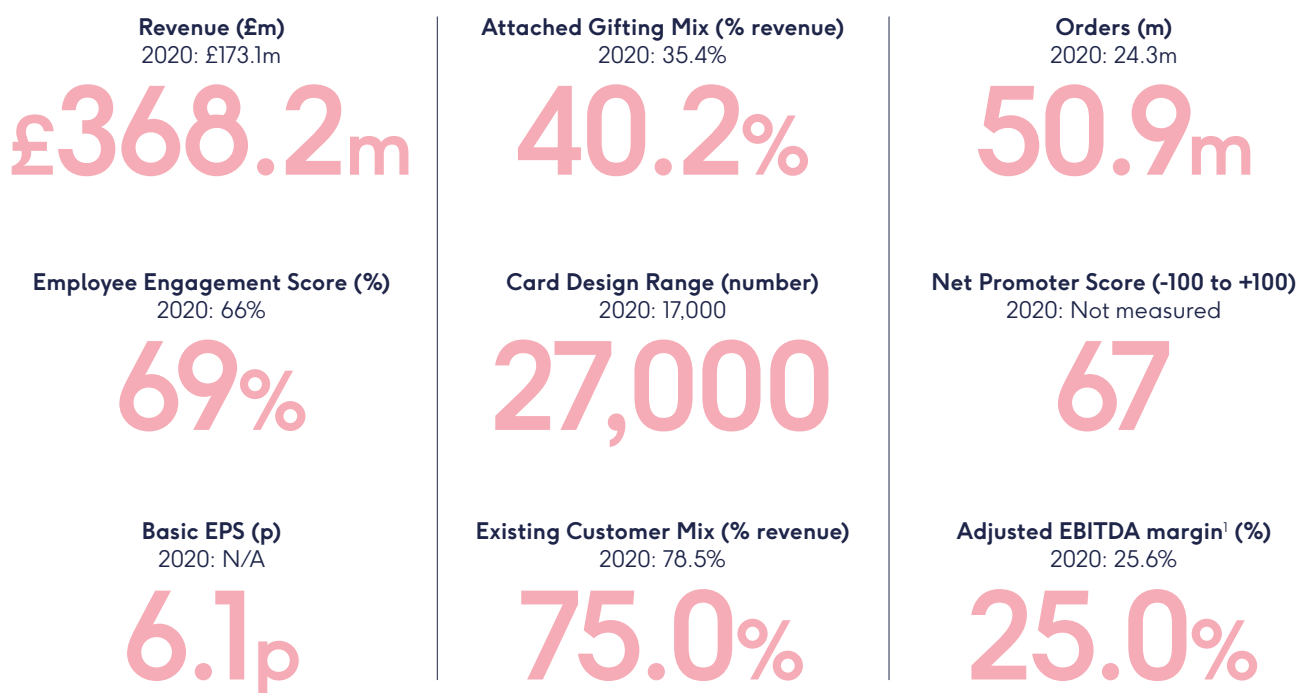 Revenue (£m)
2020: £173.1m
£368.2m
Attached Gifting Mix (% revenue)
2020: 35.4%
40.2%
Orders (m)
2020: 24.3m
50.9m
Employee Engagement Score (%)
2020: 66%
69%
Card Design Range (number)
2020: 17,000
27,000
Net Promoter Score (-100 to +100)
2020: Not measured
67
Basic EPS (p)
2020: N/A
6.1p
Existing Customer Mix (% revenue)
2020: 78.5%
75.0%
Adjusted EBITDA margin¹ (%)
2020: 25.6%
25.0%